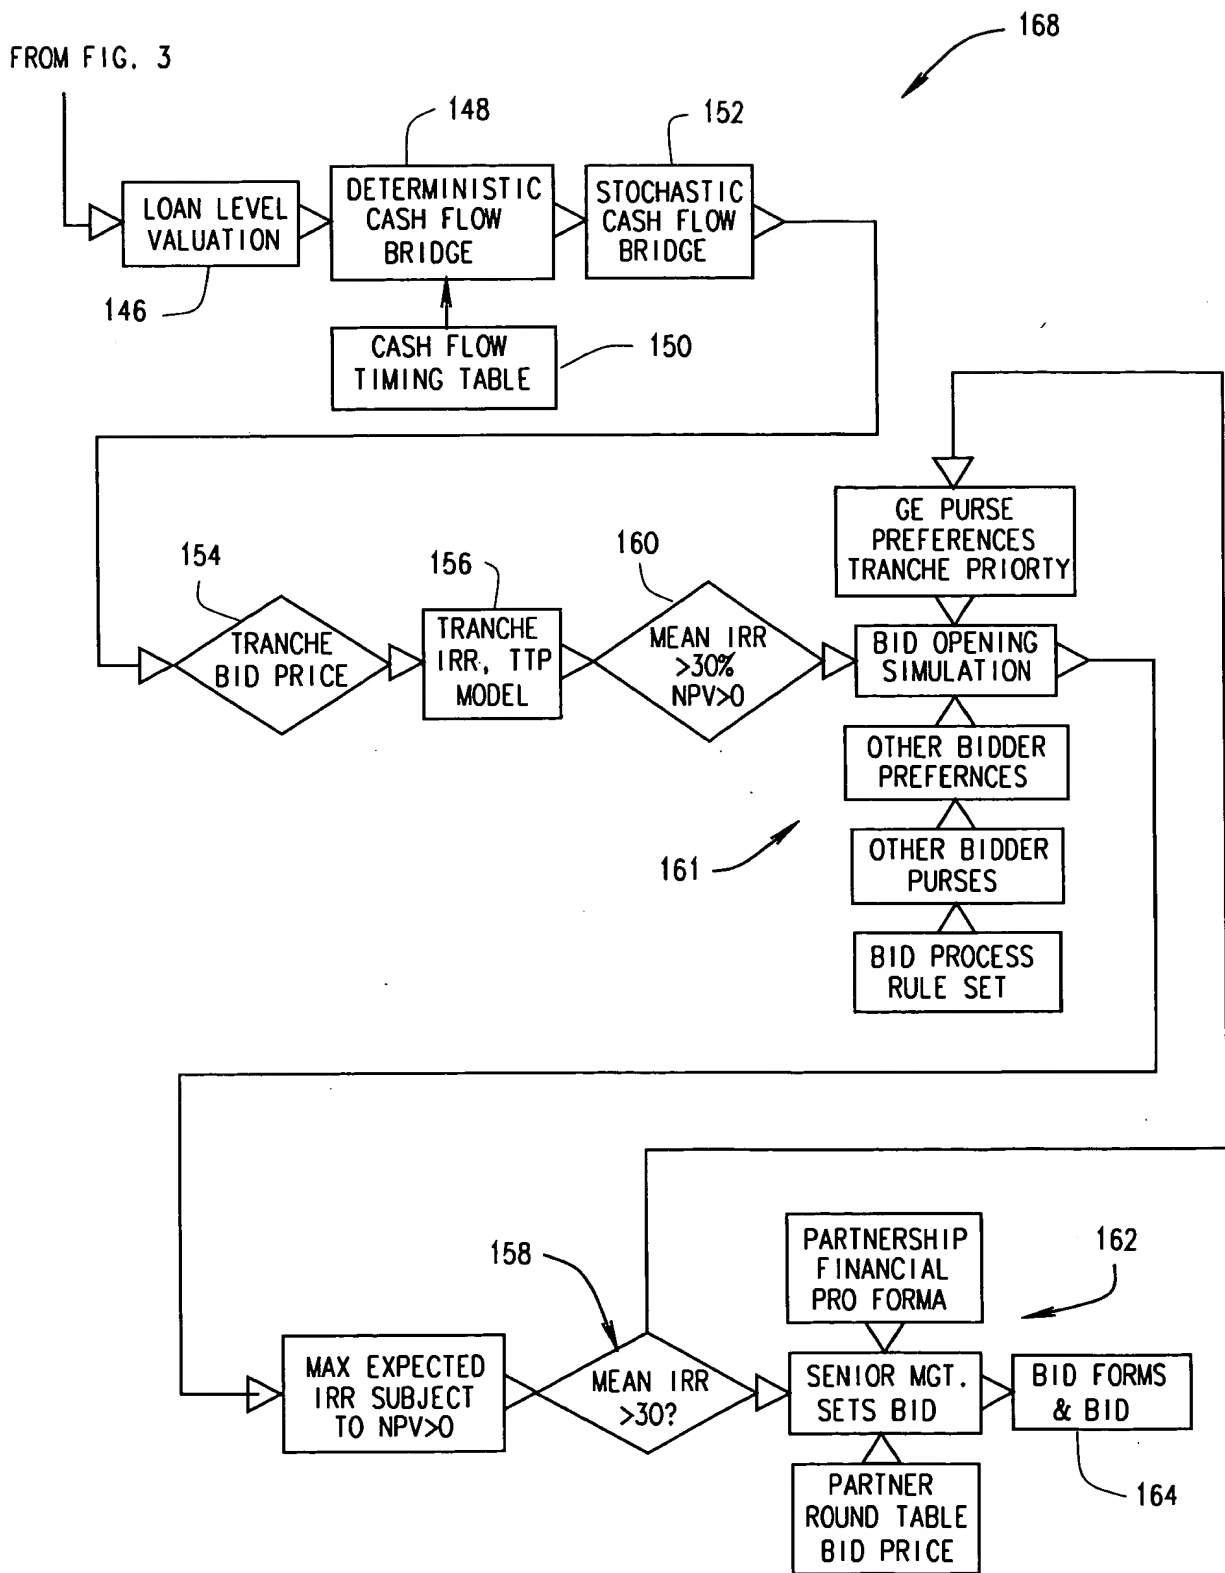 168
FROM FIG. 3
148
152
LOAN LEVEL
VALUATION
DETERMINISTIC
CASH FLOW
BRIDGE
STOCHASTIC
CASH FLOW
BRIDGE
146
CASH FLOW
TIMING TABLE
150
GE PURSE
PREFERENCES
TRANCHE PRIORTY
154
156
160
TRANCHE
BID PRICE
TRANCHE
IRR, TTP
MODEL
MEAN IRR
>30%
NPV>0
BID OPENING
SIMULATION
OTHER BIDDER
PREFERNCES
161
OTHER BIDDER
PURSES
BID PROCESS
RULE SET
158
PARTNERSHIP
FINANCIAL
PRO FORMA
162
MAX EXPECTED
IRR SUBJECT
TO NPV>0
MEAN IRR
>30?
SENIOR MGT.
SETS BID
BID FORMS
& BID
PARTNER
ROUND TABLE
BID PRICE
164